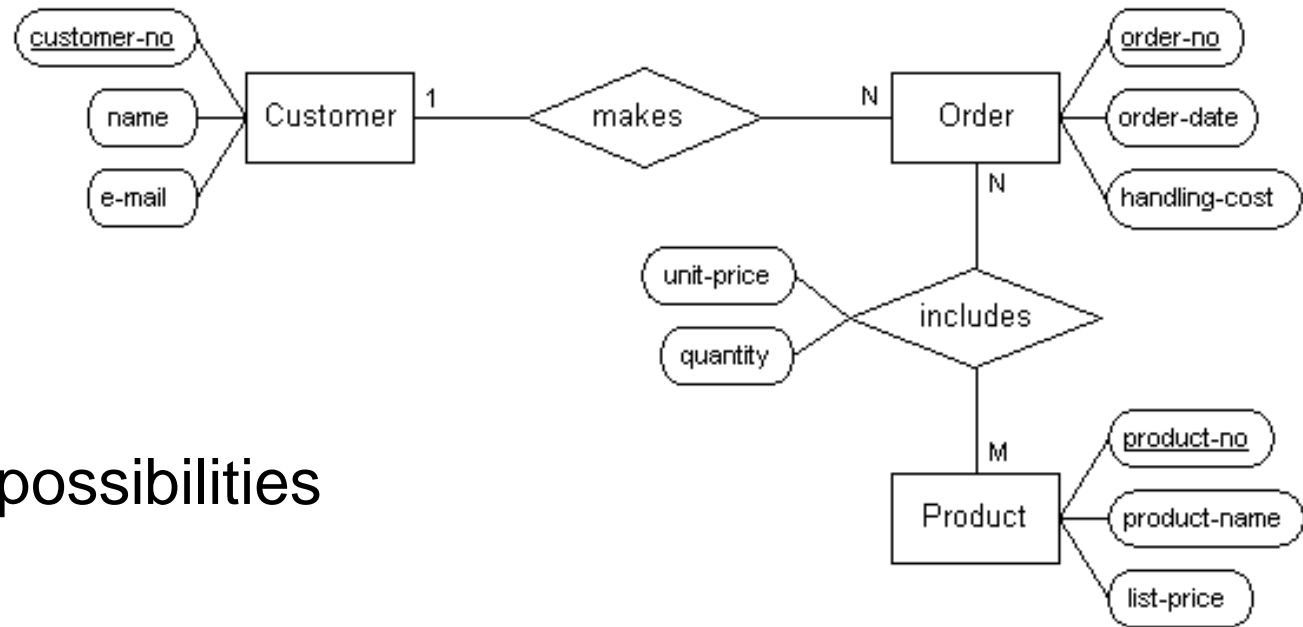 customer-no
name
e-mail
Customer
1
makes
N
Order
order-no
order-date
handling-cost
N
unit-price
quantity
includes
M
Product
product-no
product-name
list-price
possibilities